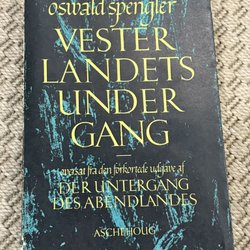 oswald spengler
VESTER
LANDETS
UNDER
GANG
oversat fra den forkortede udgave af
DER UNTERGANG
DES ABENDLANDES
ASCHEHOUG